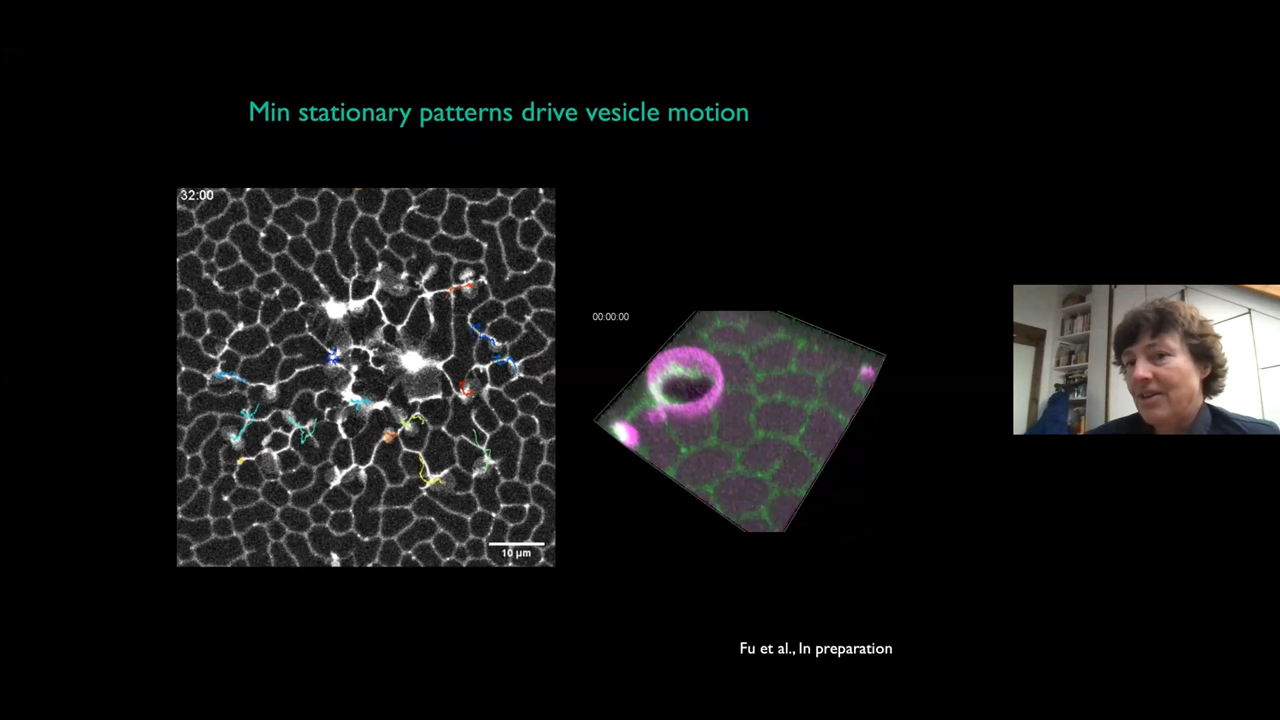 Min stationary patterns drive vesicle motion
32:00
00:00:00
10 µm
Fu et al., In preparation